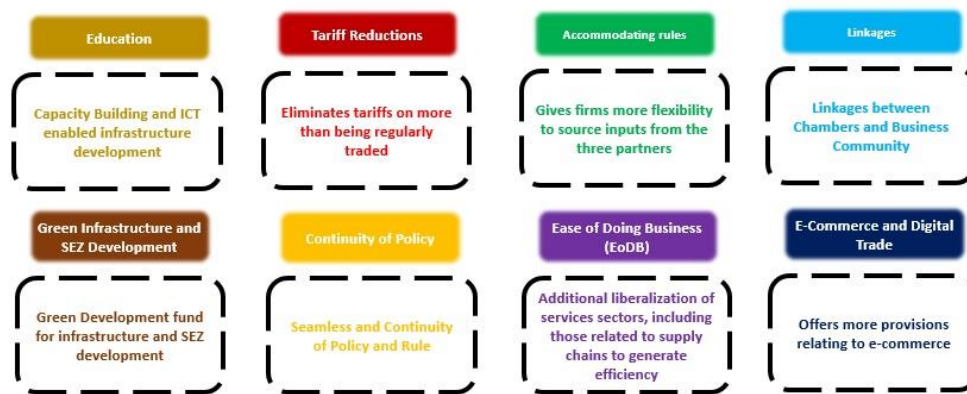 Education
Tariff Reductions
Accommodating rules
Linkages
Capacity Building and ICT
enabled infrastructure
development
Eliminates tariffs on more
than being regularly
traded
Gives firms more flexibility
to source inputs from the
three partners
Linkages between
Chambers and Business
Community
Green Infrastructure and
SEZ Development
Continuity of Policy
Ease of Doing Business
(EoDB)
E-Commerce and Digital
Trade
Green Development fund
for infrastructure and SEZ
development
Seamless and Continuity
of Policy and Rule
Additional liberalization of
services sectors, including
those related to supply
chains to generate
efficiency
Offers more provisions
relating to e-commerce